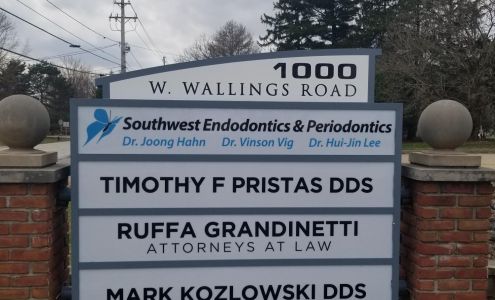 1000
W. WALLINGS ROAD
Southwest Endodontics & Periodontics
Dr. Joong Hahn Dr. Vinson Vig Dr. Hui-Jin Lee
TIMOTHY F PRISTAS DDS
RUFFA GRANDINETTI
ATTORNEYS AT LAW
MARK KOZLOWSKI DDS